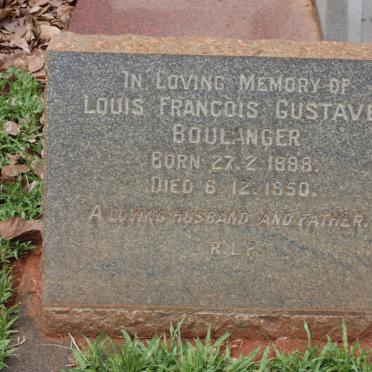 IN LOVING MEMORY OF
LOUIS FRANCOIS GUSTAVE
BOULANGER
BORN 27.2.1888.
DIED 6.12.1950.
A LOVING HUSBAND AND FATHER.
R.I.P.